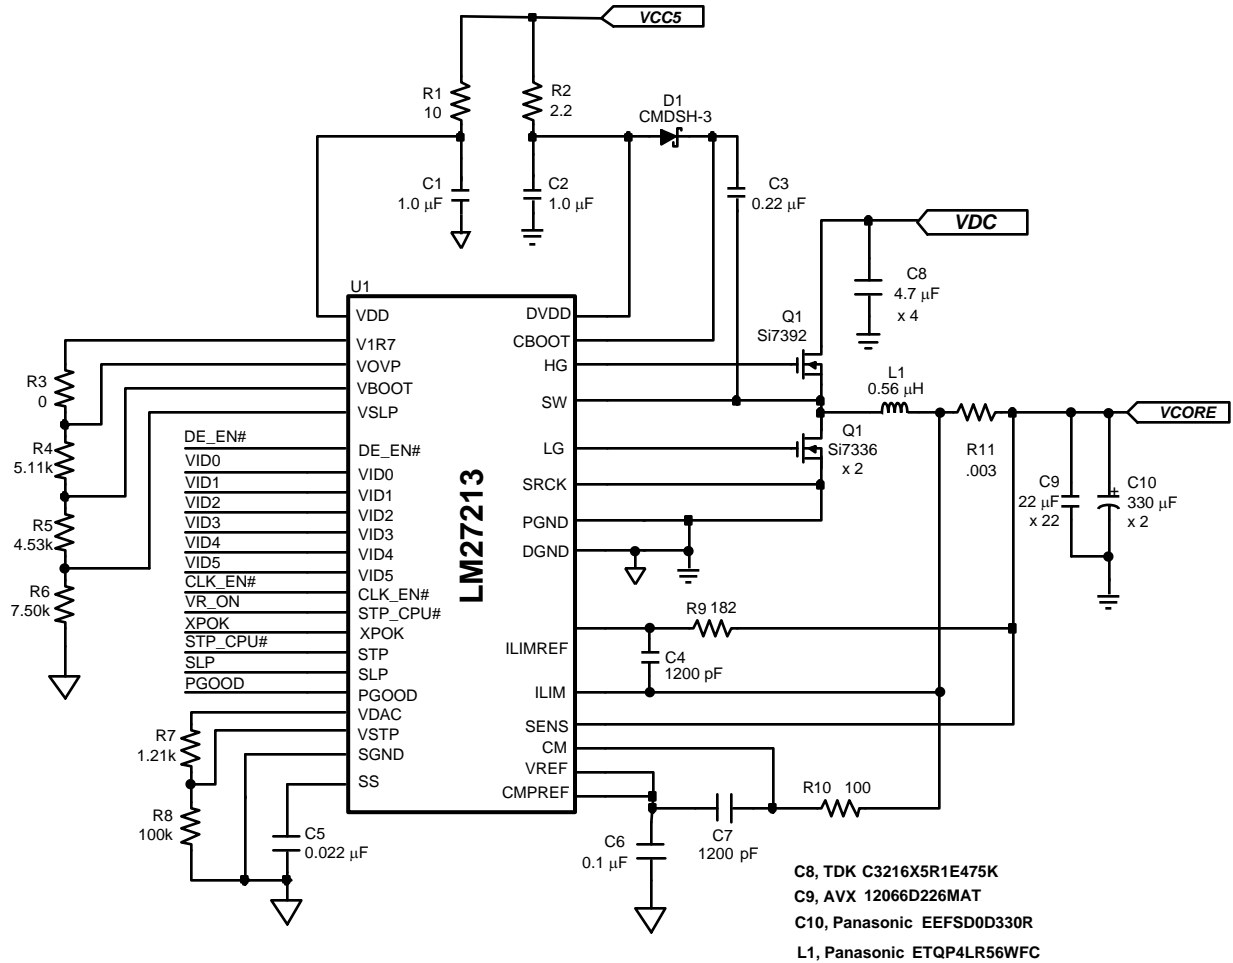 VCC5
R1
10
R2
2.2
D1
CMDSH-3
C1
1.0 µF
C2
1.0 µF
C3
0.22 µF
VDC
C8
4.7 µF
x 4
U1
LM27213
VDD
V1R7
VOVP
VBOOT
VSLP
DE_EN#
VID0
VID1
VID2
VID3
VID4
VID5
CLK_EN#
STP_CPU#
XPOK
STP
SLP
PGOOD
VDAC
VSTP
SGND
SS
DVDD
CBOOT
HG
SW
LG
SRCK
PGND
DGND
ILIMREF
ILIM
SENS
CM
VREF
CMPREF
R3
0
R4
5.11k
R5
4.53k
R6
7.50k
DE_EN#
VID0
VID1
VID2
VID3
VID4
VID5
CLK_EN#
VR_ON
XPOK
STP_CPU#
SLP
PGOOD
R7
1.21k
R8
100k
C5
0.022 µF
Q1
Si7392
L1
0.56 µH
Q1
Si7336
x 2
R11
.003
VCORE
C9
22 µF
x 22
C10
+
330 µF
x 2
R9 182
C4
1200 pF
R10 100
C6
0.1 µF
C7
1200 pF
C8, TDK C3216X5R1E475K
C9, AVX 12066D226MAT
C10, Panasonic EEFSD0D330R
L1, Panasonic ETQP4LR56WFC